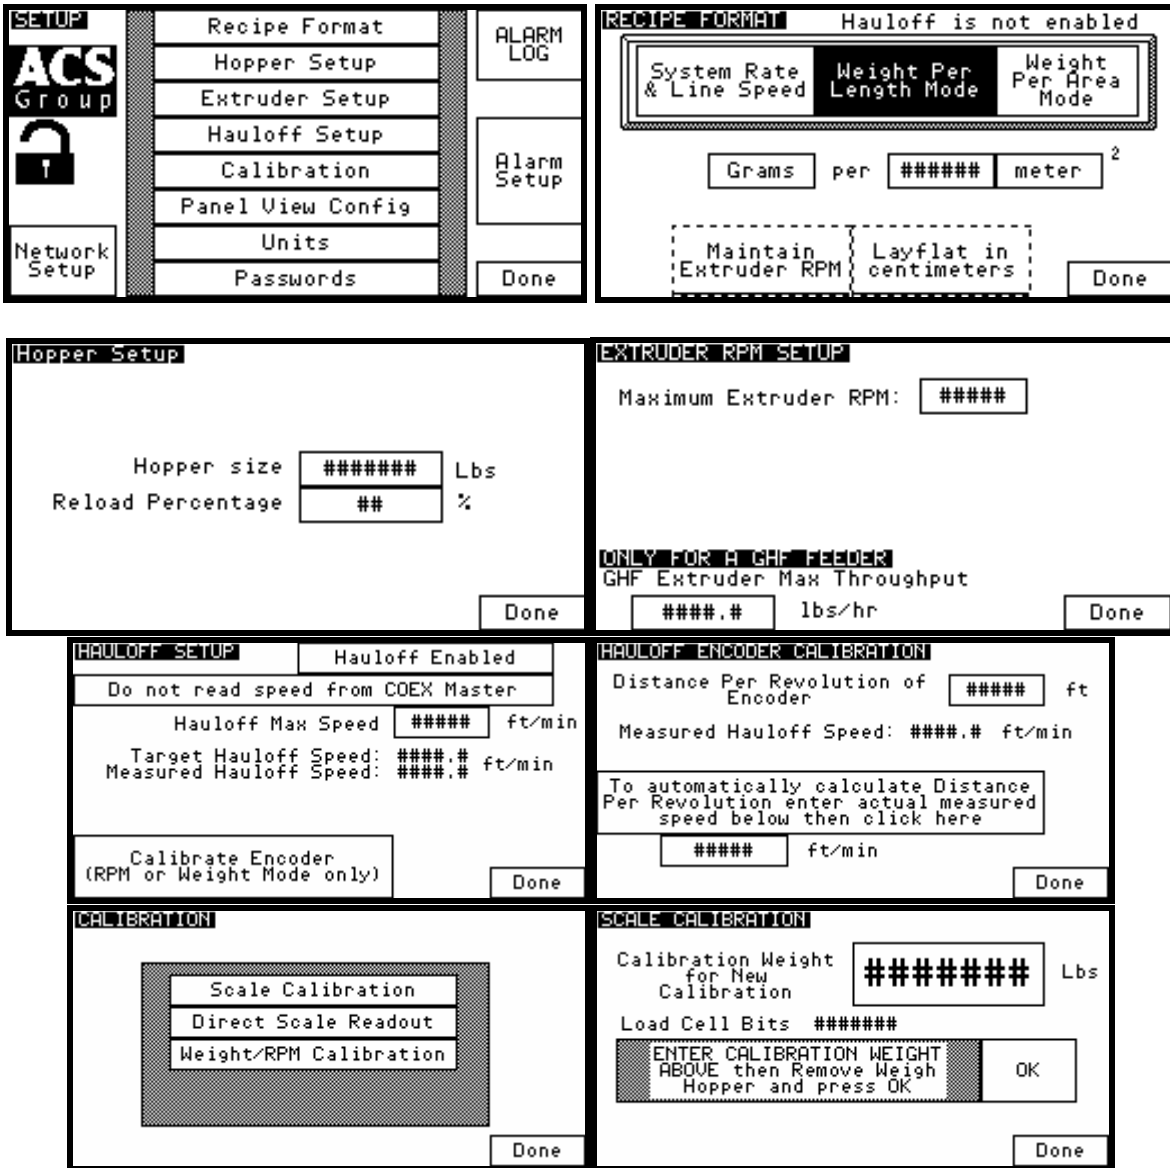 SETUP
ACS
Group
Network
Setup
Recipe Format
Hopper Setup
Extruder Setup
Hauloff Setup
Calibration
Panel View Config
Units
Passwords
ALARM
LOG
Alarm
Setup
Done
RECIPE FORMAT
Hauloff is not enabled
System Rate
& Line Speed
Weight Per
Length Mode
Weight
Per Area
Mode
Grams per ###### meter 2
Maintain
Extruder RPM
Layflat in
centimeters
Done
Hopper Setup
Hopper size ####### Lbs
Reload Percentage ## %
Done
EXTRUDER RPM SETUP
Maximum Extruder RPM: #####
ONLY FOR A GHF FEEDER
GHF Extruder Max Throughput
####.# lbs/hr
Done
HAULOFF SETUP
Hauloff Enabled
Do not read speed from COEX Master
Hauloff Max Speed ##### ft/min
Target Hauloff Speed: ####.#
Measured Hauloff Speed: ####.# ft/min
Calibrate Encoder
(RPM or Weight Mode only)
Done
HAULOFF ENCODER CALIBRATION
Distance Per Revolution of
Encoder
##### ft
Measured Hauloff Speed: ####.# ft/min
To automatically calculate Distance
Per Revolution enter actual measured
speed below then click here
##### ft/min
Done
CALIBRATION
Scale Calibration
Direct Scale Readout
Weight/RPM Calibration
Done
SCALE CALIBRATION
Calibration Weight
for New
Calibration
####### Lbs
Load Cell Bits #######
ENTER CALIBRATION WEIGHT
ABOVE then Remove Weigh
Hopper and press OK
OK
Done